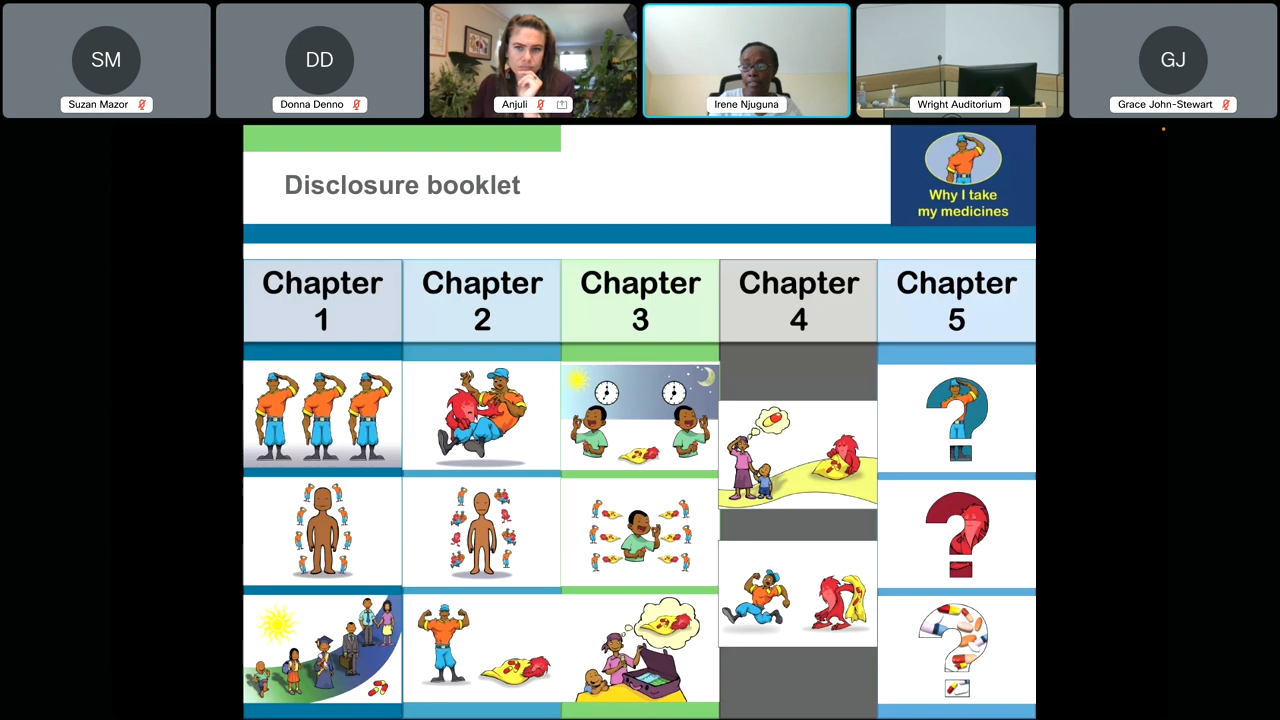 SM
DD
GJ
Suzan Mazor
Donna Denno
Anjuli
Irene Njuguna
Wright Auditorium
Grace John-Stewart
Disclosure booklet
Why I take
my medicines
Chapter
1
Chapter
2
Chapter
3
Chapter
4
Chapter
5